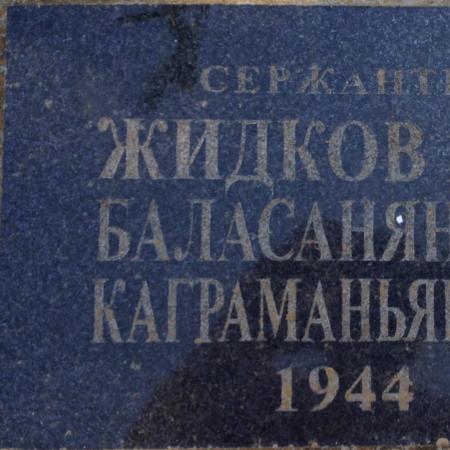 СЕРЖАНТ
ЖИДКОВ
БАЛАСАНЯН
КАГРАМАНЬЯ
1944